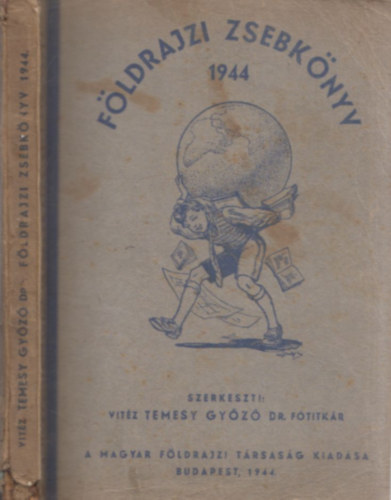 VITÉZ TEMESY GYŐZŐ DR. FÖLDRAJZI ZSEBKÖNYV 1944
FÖLDRAJZI ZSEBKÖNYV
1944
SZERKESZTI:
VITÉZ TEMESY GYŐZŐ DR. FŐTITKÁR
A MAGYAR FÖLDRAJZI TÁRSASÁG KIADÁSA
BUDAPEST, 1944